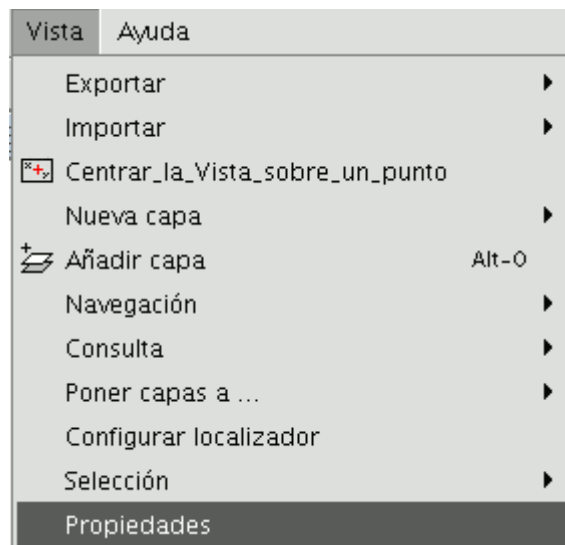 Vista Ayuda
Exportar
Importar
Centrar_la_Vista_sobre_un_punto
Nueva capa
Añadir capa Alt-O
Navegación
Consulta
Poner capas a ...
Configurar localizador
Selección
Propiedades